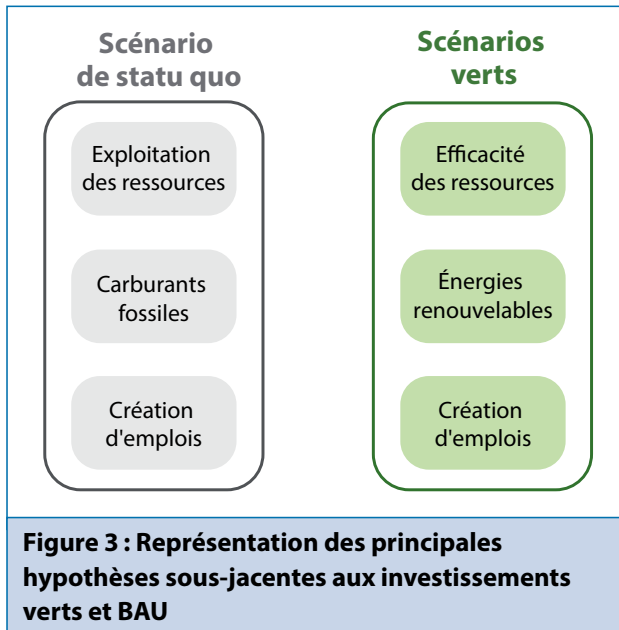 Scénario
de statu quo
Exploitation
des ressources
Carburants
fossiles
Création
d'emplois
Scénarios
verts
Efficacité
des ressources
Énergies
renouvelables
Création
d'emplois
Figure 3 : Représentation des principales
hypothèses sous-jacentes aux investissements
verts et BAU